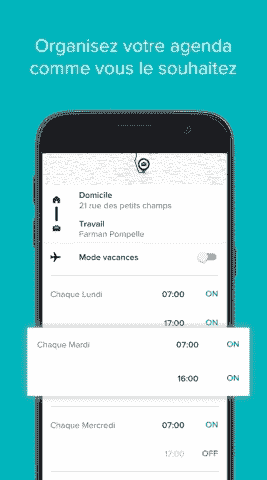 Organisez votre agenda
comme vous le souhaitez
Domicile
21 rue des petits champs
Travail
Farman Pompelle
Mode vacances
Chaque Lundi 07:00 ON
17:00 ON
Chaque Mardi 07:00 ON
16:00 ON
Chaque Mercredi 07:00 ON
17:00 OFF